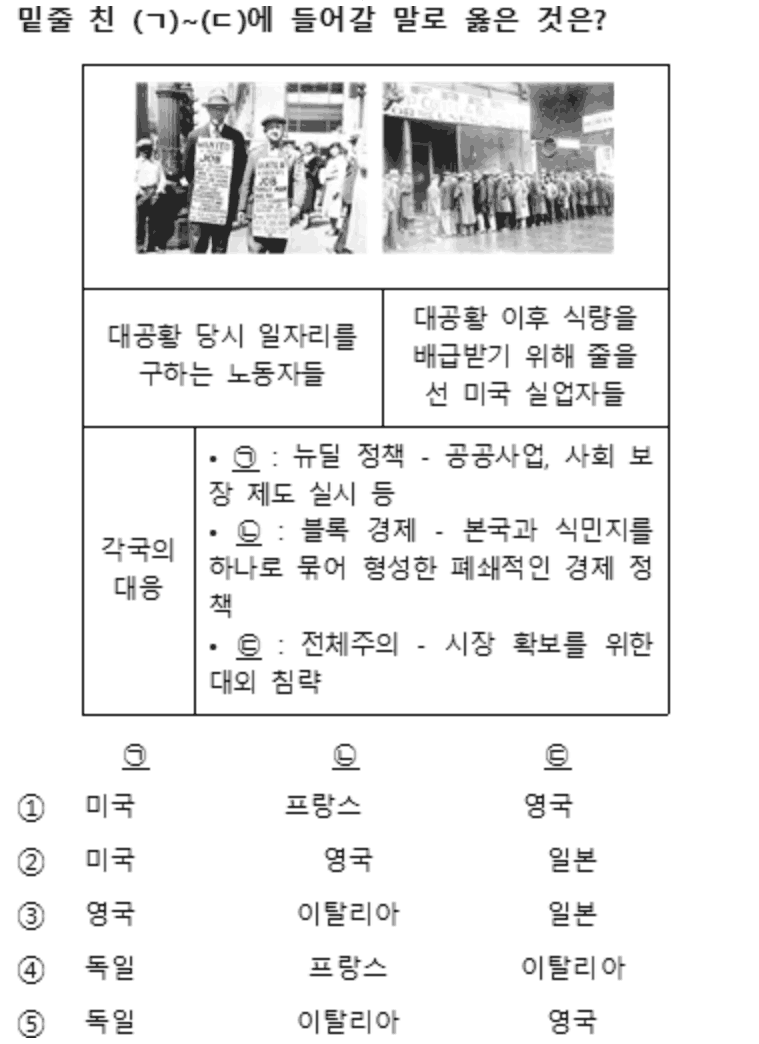 밑줄 친 (ㄱ)~(ㄷ)에 들어갈 말로 옳은 것은?
WANTED
JOB
JOB
대공황 당시 일자리를
구하는 노동자들
대공황 이후 식량을
배급받기 위해 줄을
선 미국 실업자들
각국의
대응
• ㉠ : 뉴딜 정책 - 공공사업, 사회 보
장 제도 실시 등
• ㉡ : 블록 경제 - 본국과 식민지를
하나로 묶어 형성한 폐쇄적인 경제 정
책
• ㉢ : 전체주의 - 시장 확보를 위한
대외 침략
㉠ ㉡ ㉢
① 미국 프랑스 영국
② 미국 영국 일본
③ 영국 이탈리아 일본
④ 독일 프랑스 이탈리아
⑤ 독일 이탈리아 영국